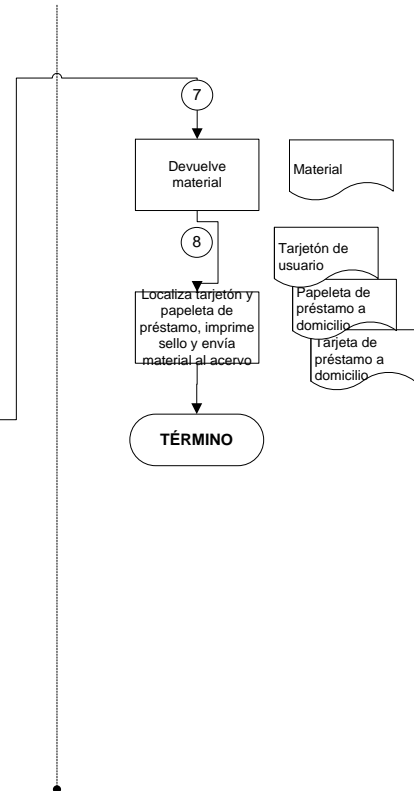 7
Devuelve
material
Material
8
Tarjetón de
usuario
Localiza tarjetón y
papeleta de
préstamo, imprime
sello y envía
material al acervo
Papeleta de
préstamo a
domicilio
Tarjeta de
préstamo a
domicilio
TÉRMINO